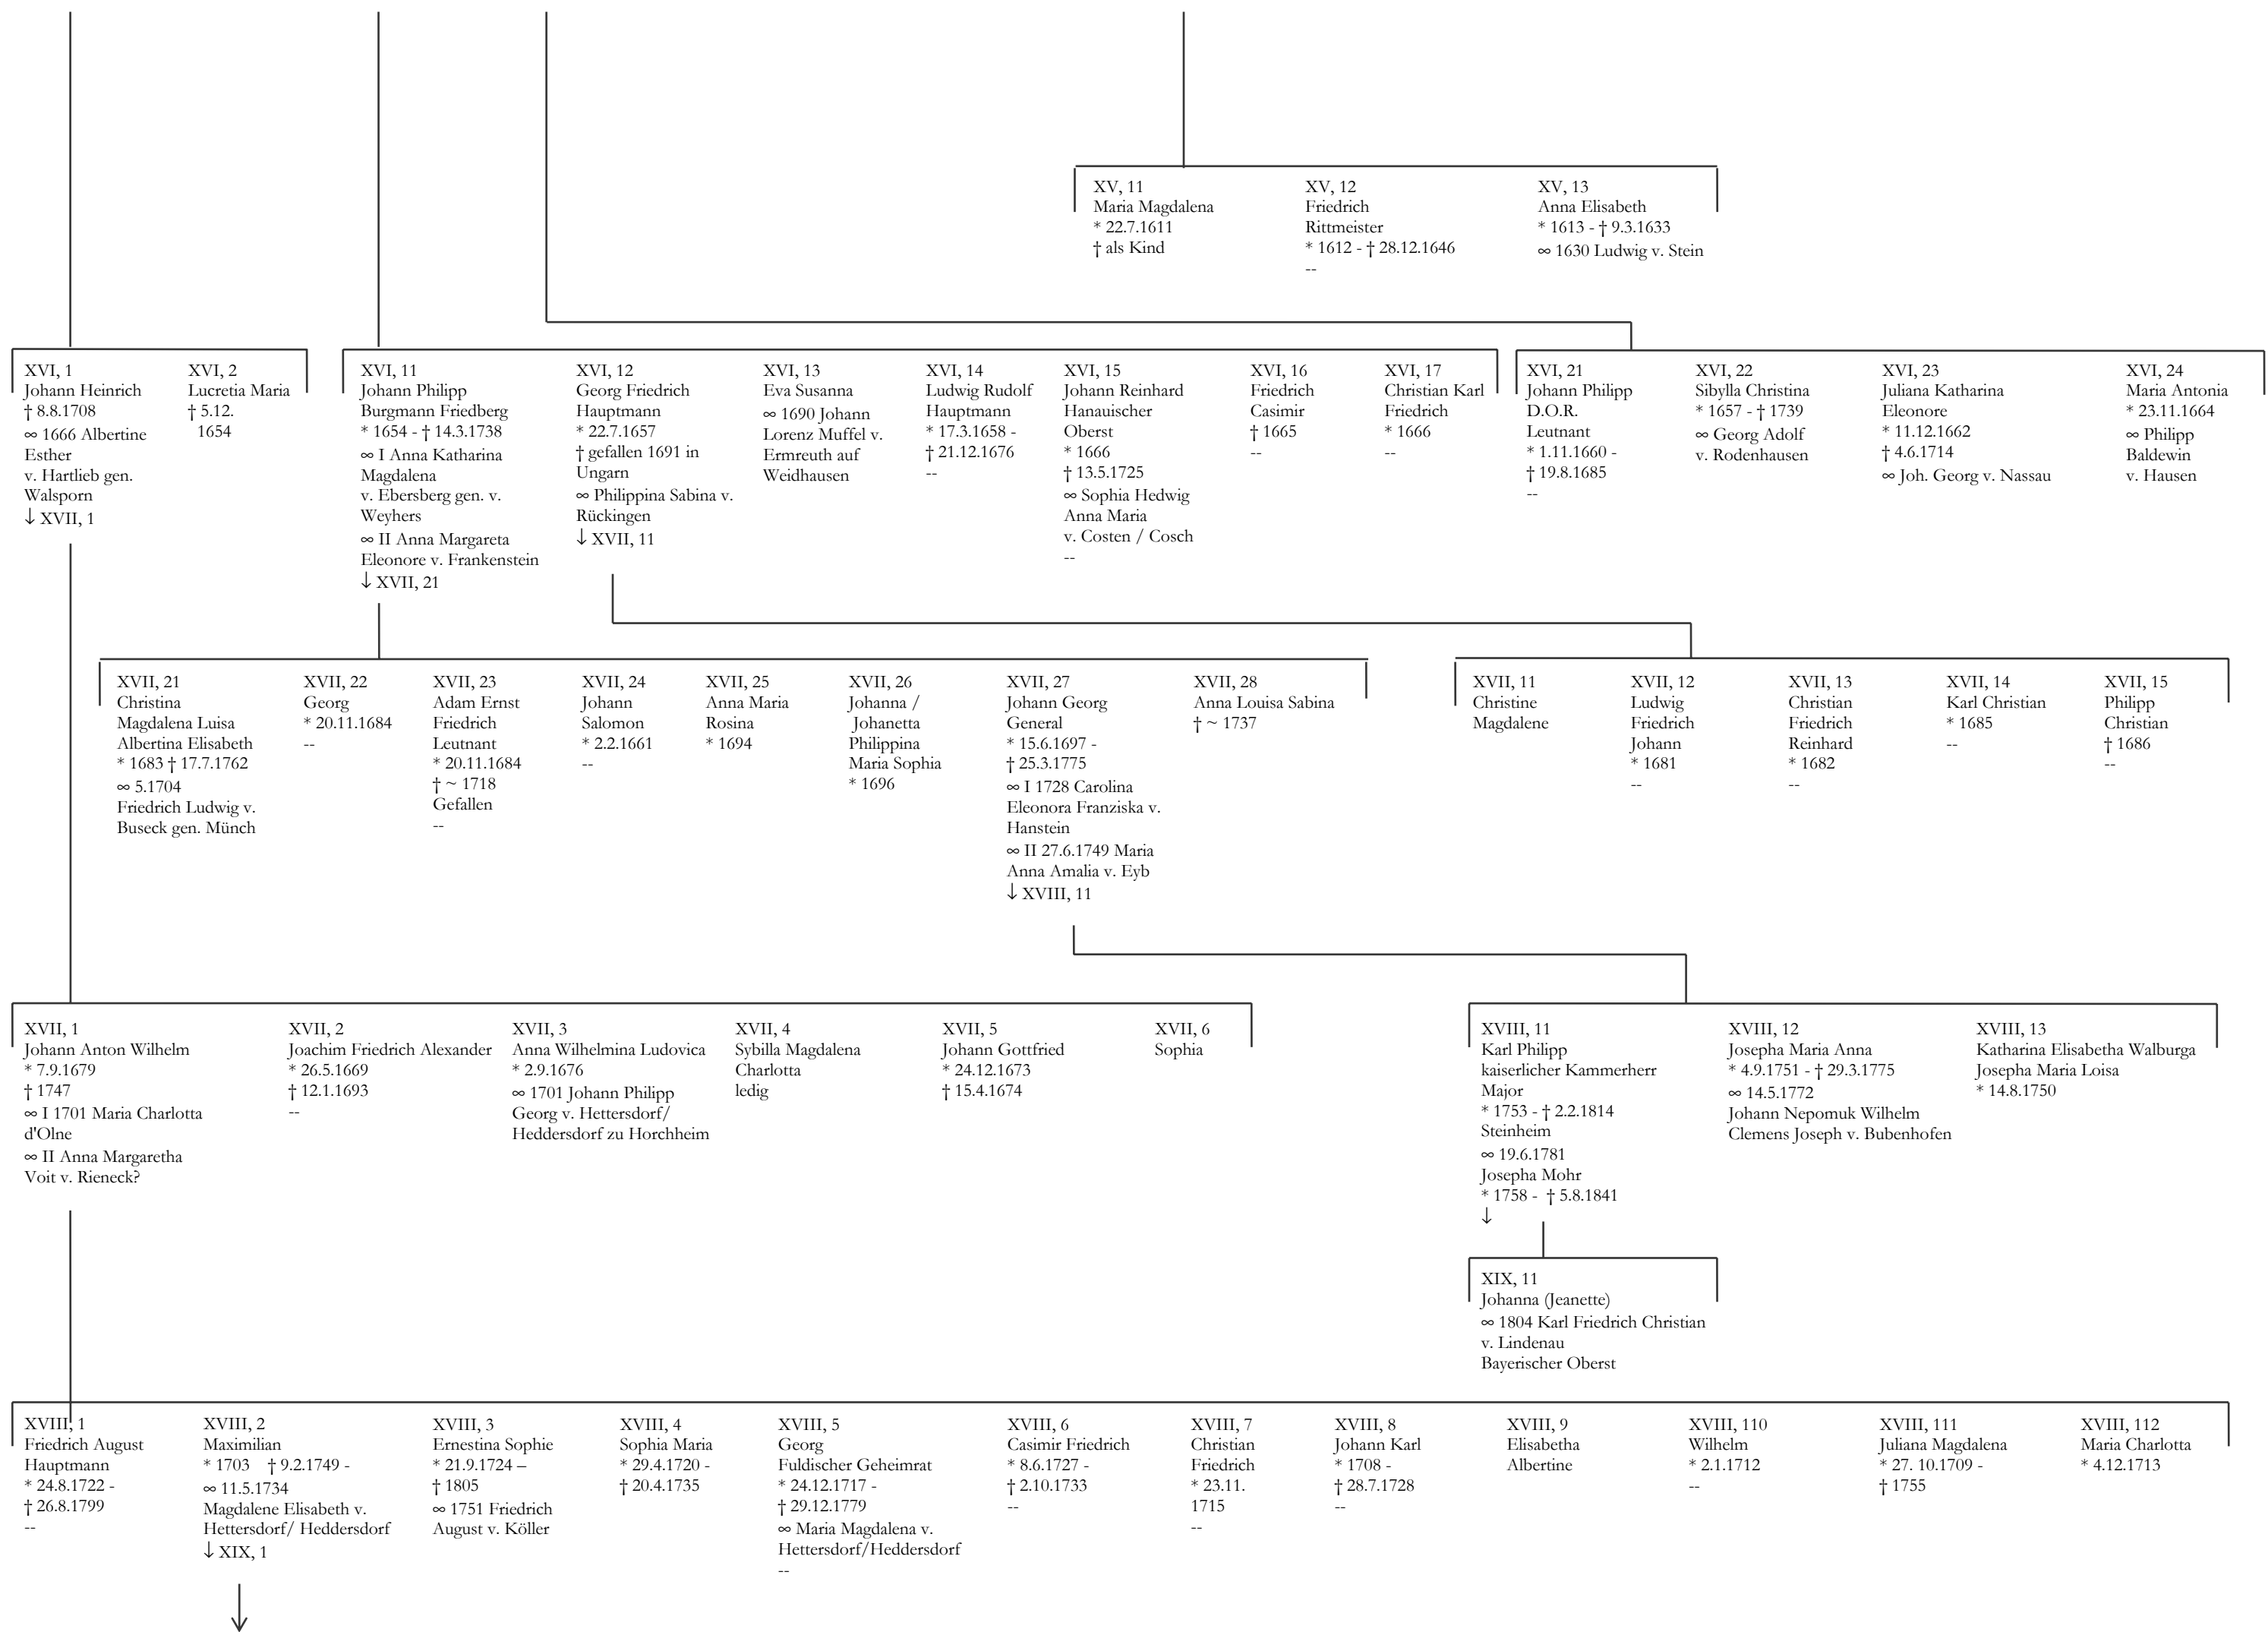 XV, 11
Maria Magdalena
* 22.7.1611
† als Kind
XV, 12
Friedrich
Rittmeister
* 1612 - † 28.12.1646
--
XV, 13
Anna Elisabeth
* 1613 - † 9.3.1633
∞ 1630 Ludwig v. Stein
XVI, 1
Johann Heinrich
† 8.8.1708
∞ 1666 Albertine
Esther
v. Hartlieb gen.
Walsporn
↓ XVII, 1
XVI, 2
Lucretia Maria
† 5.12.
1654
XVI, 11
Johann Philipp
Burgmann Friedberg
* 1654 - † 14.3.1738
∞ I Anna Katharina
Magdalena
v. Ebersberg gen. v.
Weyhers
∞ II Anna Margareta
Eleonore v. Frankenstein
↓ XVII, 21
XVI, 12
Georg Friedrich
Hauptmann
* 22.7.1657
† gefallen 1691 in
Ungarn
∞ Philippina Sabina v.
Rückingen
↓ XVII, 11
XVI, 13
Eva Susanna
∞ 1690 Johann
Lorenz Muffel v.
Ermreuth auf
Weidhausen
XVI, 14
Ludwig Rudolf
Hauptmann
* 17.3.1658 -
† 21.12.1676
--
XVI, 15
Johann Reinhard
Hanauischer
Oberst
* 1666
† 13.5.1725
∞ Sophia Hedwig
Anna Maria
v. Costen / Cosch
--
XVI, 16
Friedrich
Casimir
† 1665
--
XVI, 17
Christian Karl
Friedrich
* 1666
--
XVI, 21
Johann Philipp
D.O.R.
Leutnant
* 1.11.1660 -
† 19.8.1685
--
XVI, 22
Sibylla Christina
* 1657 - † 1739
∞ Georg Adolf
v. Rodenhausen
XVI, 23
Juliana Katharina
Eleonore
* 11.12.1662
† 4.6.1714
∞ Joh. Georg v. Nassau
XVI, 24
Maria Antonia
* 23.11.1664
∞ Philipp
Baldewin
v. Hausen
XVII, 21
Christina
Magdalena Luisa
Albertina Elisabeth
* 1683 † 17.7.1762
∞ 5.1704
Friedrich Ludwig v.
Buseck gen. Münch
XVII, 22
Georg
* 20.11.1684
--
XVII, 23
Adam Ernst
Friedrich
Leutnant
* 20.11.1684
† ~ 1718
Gefallen
--
XVII, 24
Johann
Salomon
* 2.2.1661
--
XVII, 25
Anna Maria
Rosina
* 1694
XVII, 26
Johanna /
Johanetta
Philippina
Maria Sophia
* 1696
XVII, 27
Johann Georg
General
* 15.6.1697 -
† 25.3.1775
∞ I 1728 Carolina
Eleonora Franziska v.
Hanstein
∞ II 27.6.1749 Maria
Anna Amalia v. Eyb
↓ XVIII, 11
XVII, 28
Anna Louisa Sabina
† ~ 1737
XVII, 11
Christine
Magdalene
XVII, 12
Ludwig
Friedrich
Johann
* 1681
--
XVII, 13
Christian
Friedrich
Reinhard
* 1682
--
XVII, 14
Karl Christian
* 1685
--
XVII, 15
Philipp
Christian
† 1686
--
XVII, 1
Johann Anton Wilhelm
* 7.9.1679
† 1747
∞ I 1701 Maria Charlotta
d'Olne
∞ II Anna Margaretha
Voit v. Rieneck?
XVII, 2
Joachim Friedrich Alexander
* 26.5.1669
† 12.1.1693
--
XVII, 3
Anna Wilhelmina Ludovica
* 2.9.1676
∞ 1701 Johann Philipp
Georg v. Hettersdorf/
Heddersdorf zu Horchheim
XVII, 4
Sybilla Magdalena
Charlotta
ledig
XVII, 5
Johann Gottfried
* 24.12.1673
† 15.4.1674
XVII, 6
Sophia
XVIII, 11
Karl Philipp
kaiserlicher Kammerherr
Major
* 1753 - † 2.2.1814
Steinheim
∞ 19.6.1781
Josepha Mohr
* 1758 - † 5.8.1841
↓
XVIII, 12
Josepha Maria Anna
* 4.9.1751 - † 29.3.1775
∞ 14.5.1772
Johann Nepomuk Wilhelm
Clemens Joseph v. Bubenhofen
XVIII, 13
Katharina Elisabetha Walburga
Josepha Maria Loisa
* 14.8.1750
XIX, 11
Johanna (Jeanette)
∞ 1804 Karl Friedrich Christian
v. Lindenau
Bayerischer Oberst
XVIII, 1
Friedrich August
Hauptmann
* 24.8.1722 -
† 26.8.1799
--
XVIII, 2
Maximilian
* 1703 † 9.2.1749 -
∞ 11.5.1734
Magdalene Elisabeth v.
Hettersdorf/ Heddersdorf
↓ XIX, 1
XVIII, 3
Ernestina Sophie
* 21.9.1724 –
† 1805
∞ 1751 Friedrich
August v. Köller
XVIII, 4
Sophia Maria
* 29.4.1720 -
† 20.4.1735
XVIII, 5
Georg
Fuldischer Geheimrat
* 24.12.1717 -
† 29.12.1779
∞ Maria Magdalena v.
Hettersdorf/Heddersdorf
--
XVIII, 6
Casimir Friedrich
* 8.6.1727 -
† 2.10.1733
--
XVIII, 7
Christian
Friedrich
* 23.11.
1715
--
XVIII, 8
Johann Karl
* 1708 -
† 28.7.1728
--
XVIII, 9
Elisabetha
Albertine
XVIII, 110
Wilhelm
* 2.1.1712
--
XVIII, 111
Juliana Magdalena
* 27. 10.1709 -
† 1755
XVIII, 112
Maria Charlotta
* 4.12.1713